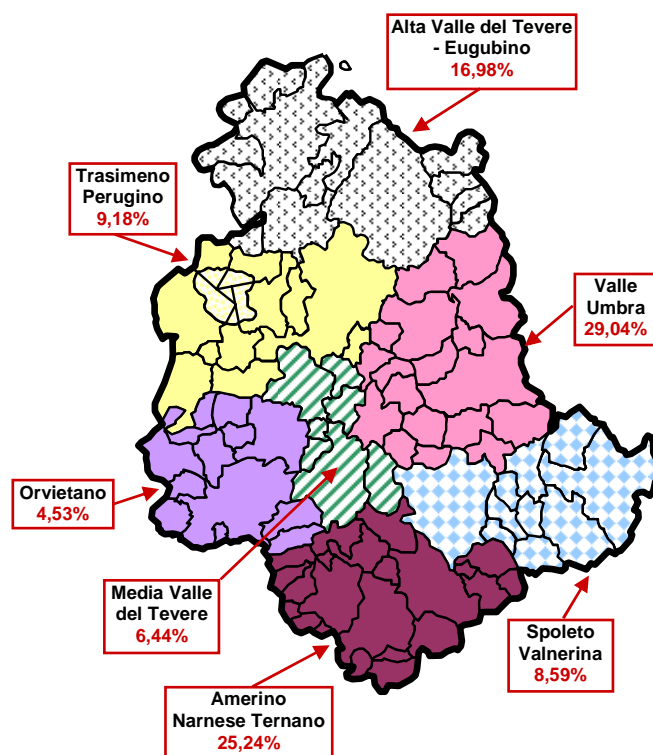 Alta Valle del Tevere
- Eugubino
16,98%
Trasimeno
Perugino
9,18%
Valle
Umbra
29,04%
Orvietano
4,53%
Media Valle
del Tevere
6,44%
Spoleto
Valnerina
8,59%
Amerino
Narnese Ternano
25,24%